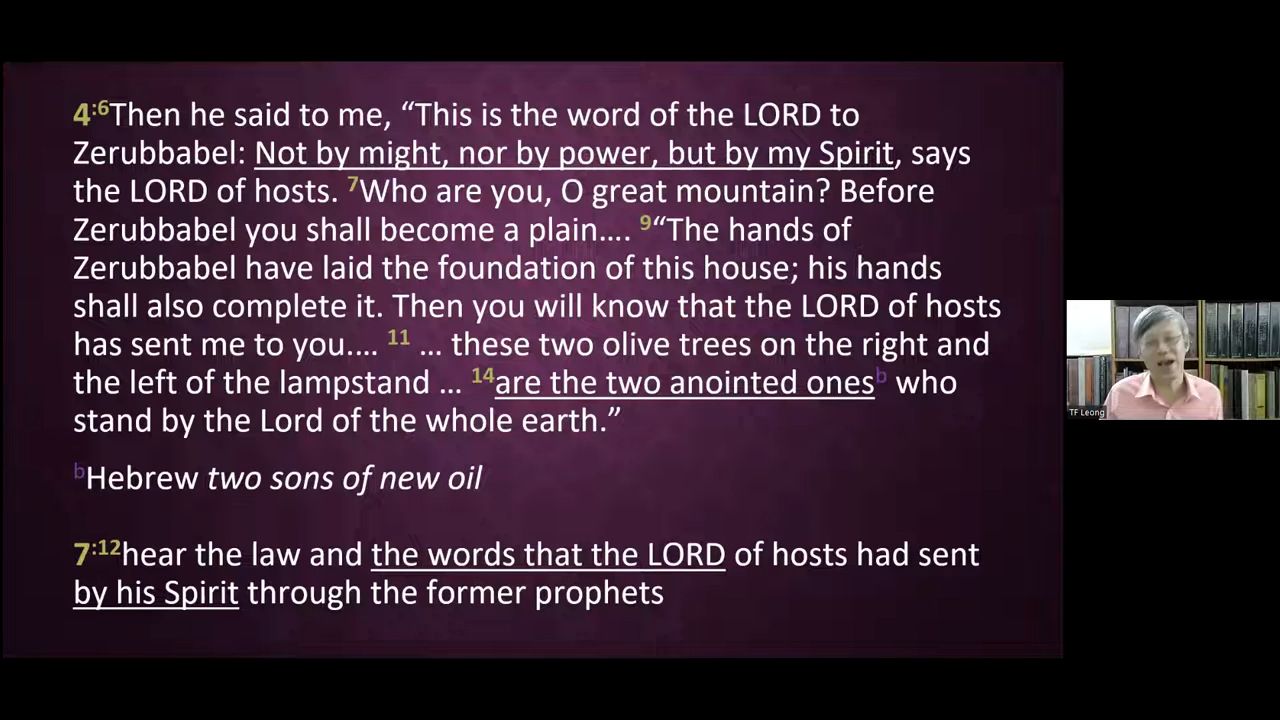 4:6Then he said to me, “This is the word of the LORD to
Zerubbabel: Not by might, nor by power, but by my Spirit, says
the LORD of hosts. 7Who are you, O great mountain? Before
Zerubbabel you shall become a plain…. 9“The hands of
Zerubbabel have laid the foundation of this house; his hands
shall also complete it. Then you will know that the LORD of hosts
has sent me to you.… 11 … these two olive trees on the right and
the left of the lampstand … 14are the two anointed onesb who
stand by the Lord of the whole earth.”
bHebrew two sons of new oil
7:12hear the law and the words that the LORD of hosts had sent
by his Spirit through the former prophets
TF Leong